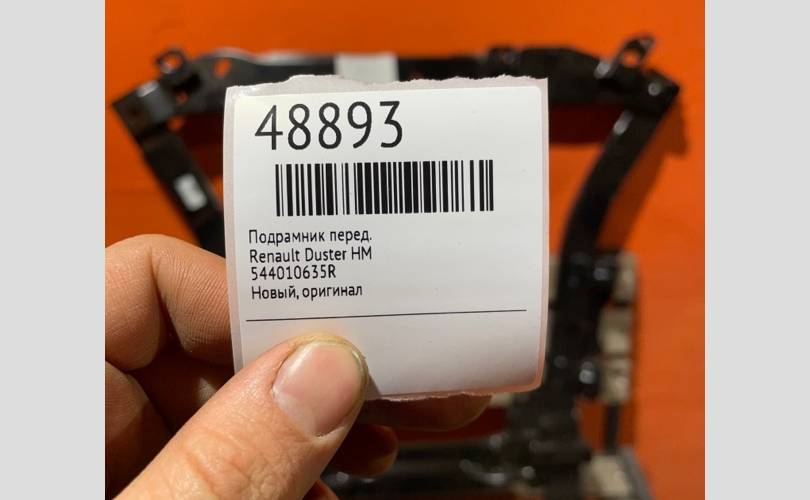 48893
Подрамник перед.
Renault Duster HM
544010635R
Новый, оригинал